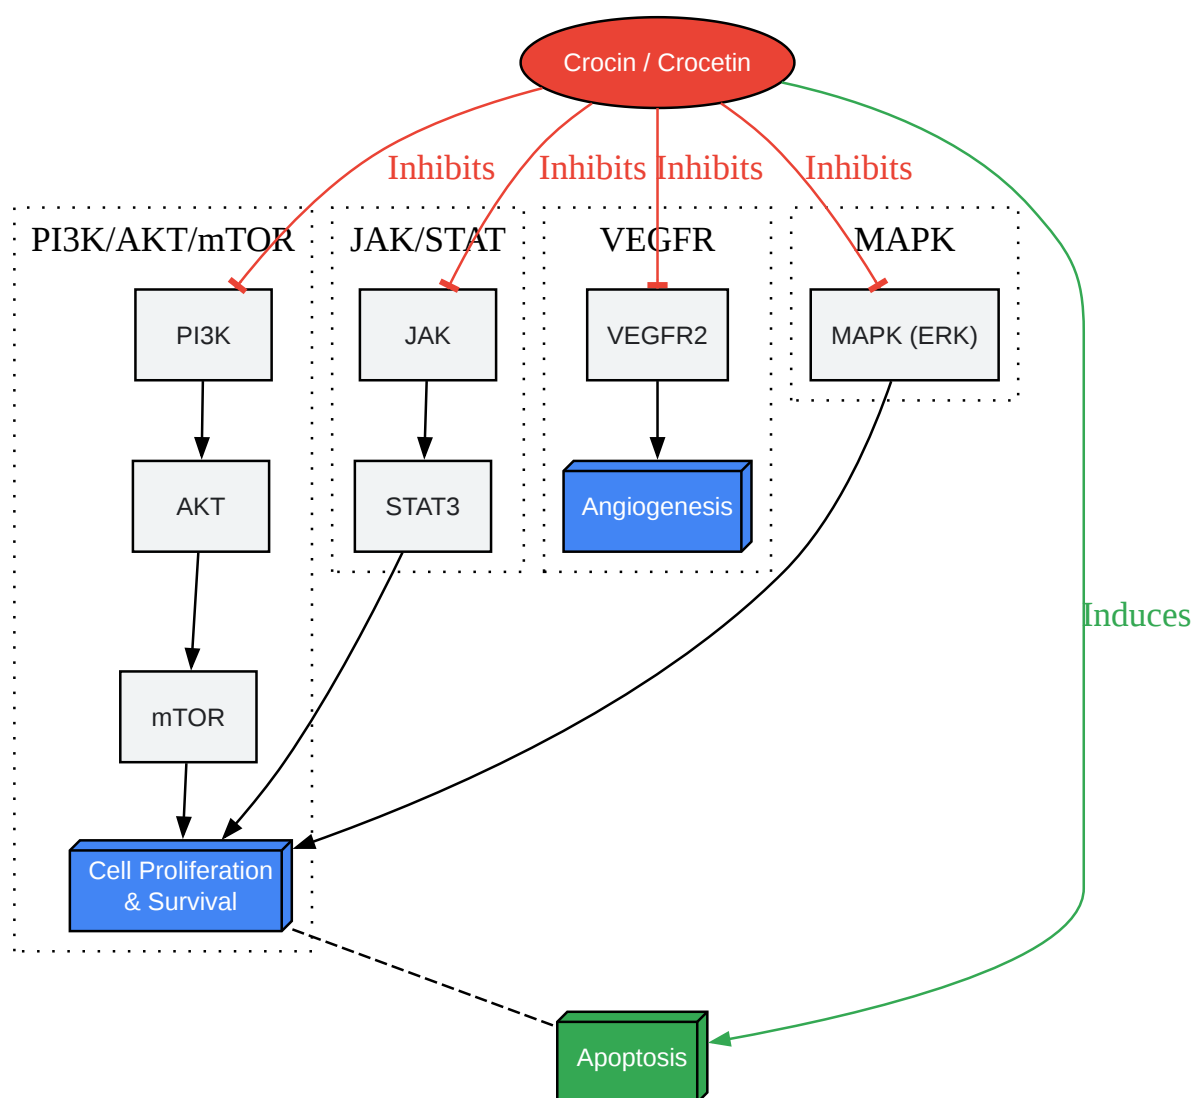 Crocin / Crocetin
Inhibits
Inhibits
Inhibits
Inhibits
PI3K/AKT/mTOR
JAK/STAT
VEGFR
MAPK
PI3K
JAK
VEGFR2
MAPK (ERK)
AKT
STAT3
Angiogenesis
Induces
mTOR
Cell Proliferation
& Survival
Apoptosis